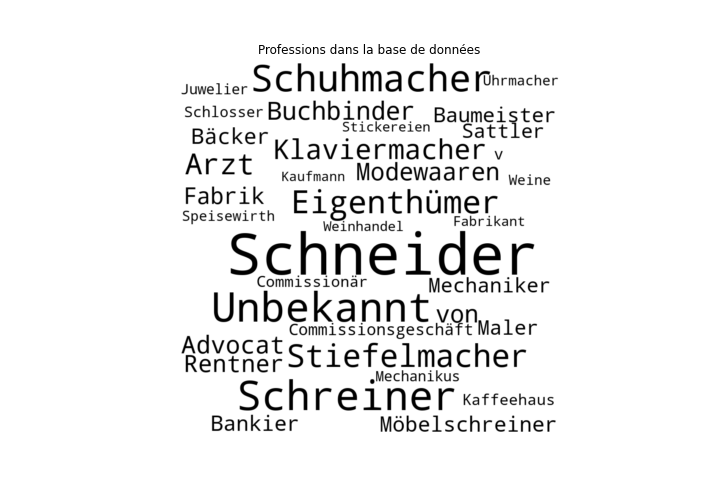 Professions dans la base de données
Schuhmacher
Uhrmacher
Juwelier
Schlosser
Buchbinder
Baumeister
Stickereien
Sattler
Bäcker
Klaviermacher
v
Arzt
Kaufmann
Modewaaren
Weine
Fabrik
Eigenthümer
Speisewirth
Weinhandel
Fabrikant
Schneider
Commissionär
Mechaniker
Unbekannt
von
Commissionsgeschäft
Maler
Advocat
Stiefelmacher
Rentner
Mechanikus
Schreiner
Kaffeehaus
Bankier
Möbelschreiner